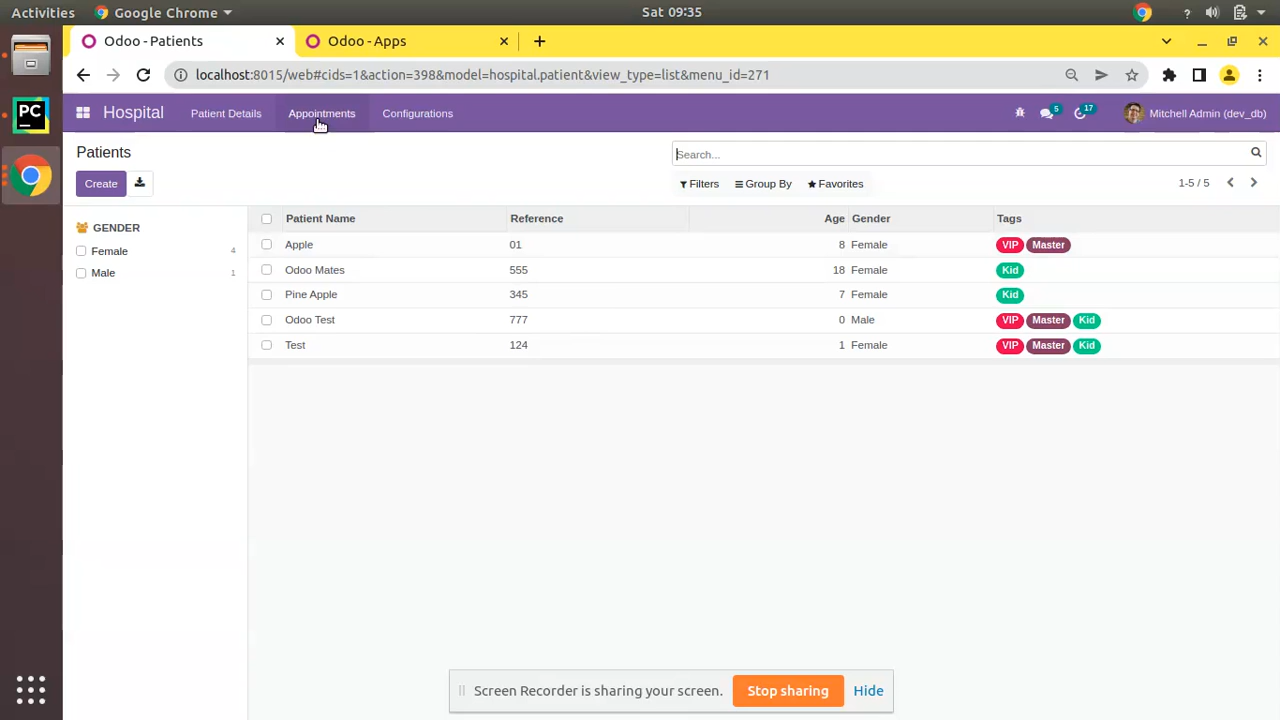 Activities Google Chrome Sat 09:35 ?
PC
Odoo - Patients Odoo - Apps
localhost:8015/web#cids=1&action=398&model=hospital.patient&view_type=list&menu_id=271
Hospital Patient Details Appointments Configurations 5 17 Mitchell Admin (dev_db)
Patients Search...
Create Filters Group By Favorites 1-5 / 5
GENDER
Female 4
Male 1
Patient Name Reference Age Gender Tags
Apple 01 8 Female VIP Master
Odoo Mates 555 18 Female Kid
Pine Apple 345 7 Female Kid
Odoo Test 777 0 Male VIP Master Kid
Test 124 1 Female VIP Master Kid
Screen Recorder is sharing your screen. Stop sharing Hide